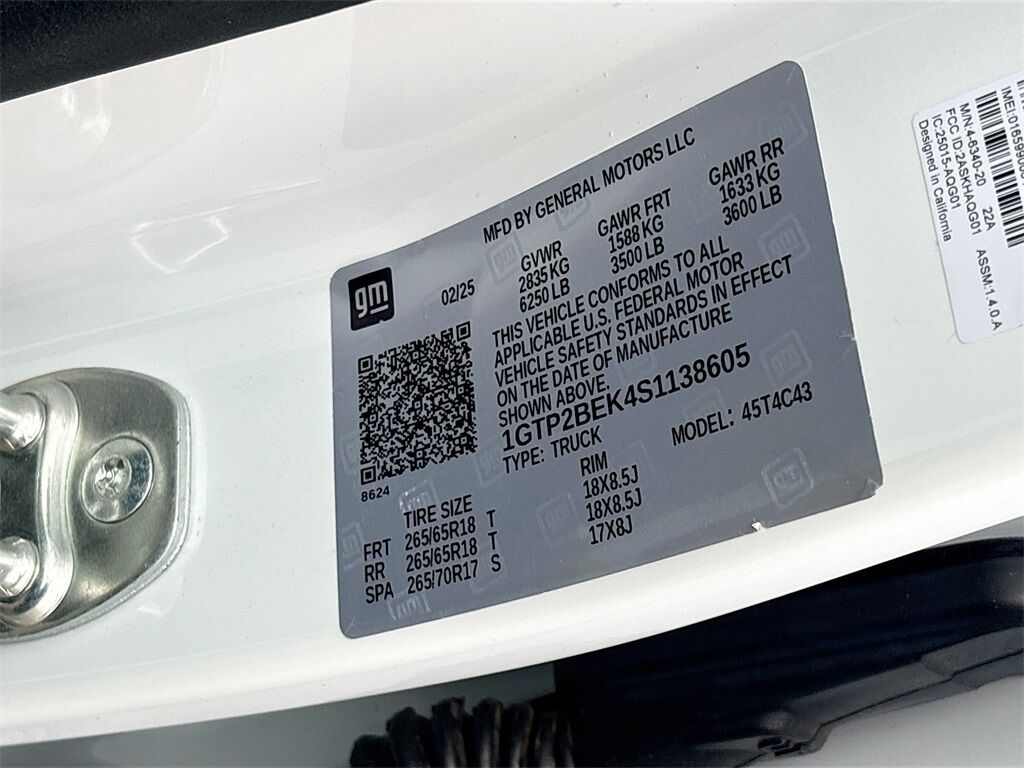 gm
02/25
MFD BY GENERAL MOTORS LLC
GVWR GAWR FRT GAWR RR
2835 KG 1588 KG 1633 KG
6250 LB 3500 LB 3600 LB
THIS VEHICLE CONFORMS TO ALL
APPLICABLE U.S. FEDERAL MOTOR
VEHICLE SAFETY STANDARDS IN EFFECT
ON THE DATE OF MANUFACTURE
SHOWN ABOVE.
1GTP2BEK4S1138605
TYPE: TRUCK MODEL: 45T4C43
8624
TIRE SIZE RIM
FRT 265/65R18 T 18X8.5J
RR 265/65R18 T 18X8.5J
SPA 265/70R17 S 17X8J
M/N:4-6340-20 22A ASSM:1.4.0.A
FCC ID:2ASKHAQG01
IC:25015-AQG01
Designed in California